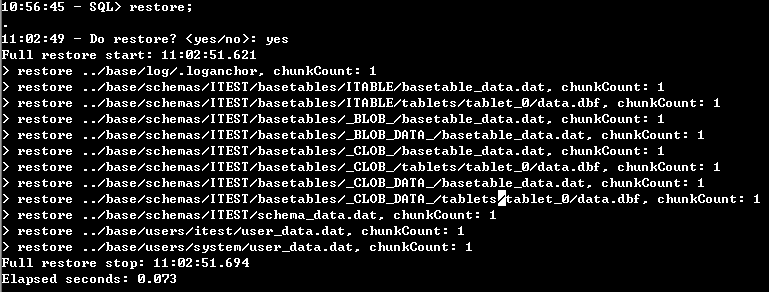 10:56:45 - SQL> restore;
.
11:02:49 - Do restore? <yes/no>: yes
Full restore start: 11:02:51.621
> restore ../base/log/.loganchor, chunkCount: 1
> restore ../base/schemas/ITEST/basetables/ITABLE/basetable_data.dat, chunkCount: 1
> restore ../base/schemas/ITEST/basetables/ITABLE/tablets/tablet_0/data.dbf, chunkCount: 1
> restore ../base/schemas/ITEST/basetables/_BLOB_/basetable_data.dat, chunkCount: 1
> restore ../base/schemas/ITEST/basetables/_BLOB_DATA_/basetable_data.dat, chunkCount: 1
> restore ../base/schemas/ITEST/basetables/_CLOB_/basetable_data.dat, chunkCount: 1
> restore ../base/schemas/ITEST/basetables/_CLOB_/tablets/tablet_0/data.dbf, chunkCount: 1
> restore ../base/schemas/ITEST/basetables/_CLOB_DATA_/basetable_data.dat, chunkCount: 1
> restore ../base/schemas/ITEST/basetables/_CLOB_DATA_/tablets/tablet_0/data.dbf, chunkCount: 1
> restore ../base/schemas/ITEST/schema_data.dat, chunkCount: 1
> restore ../base/users/itest/user_data.dat, chunkCount: 1
> restore ../base/users/system/user_data.dat, chunkCount: 1
Full restore stop: 11:02:51.694
Elapsed seconds: 0.073